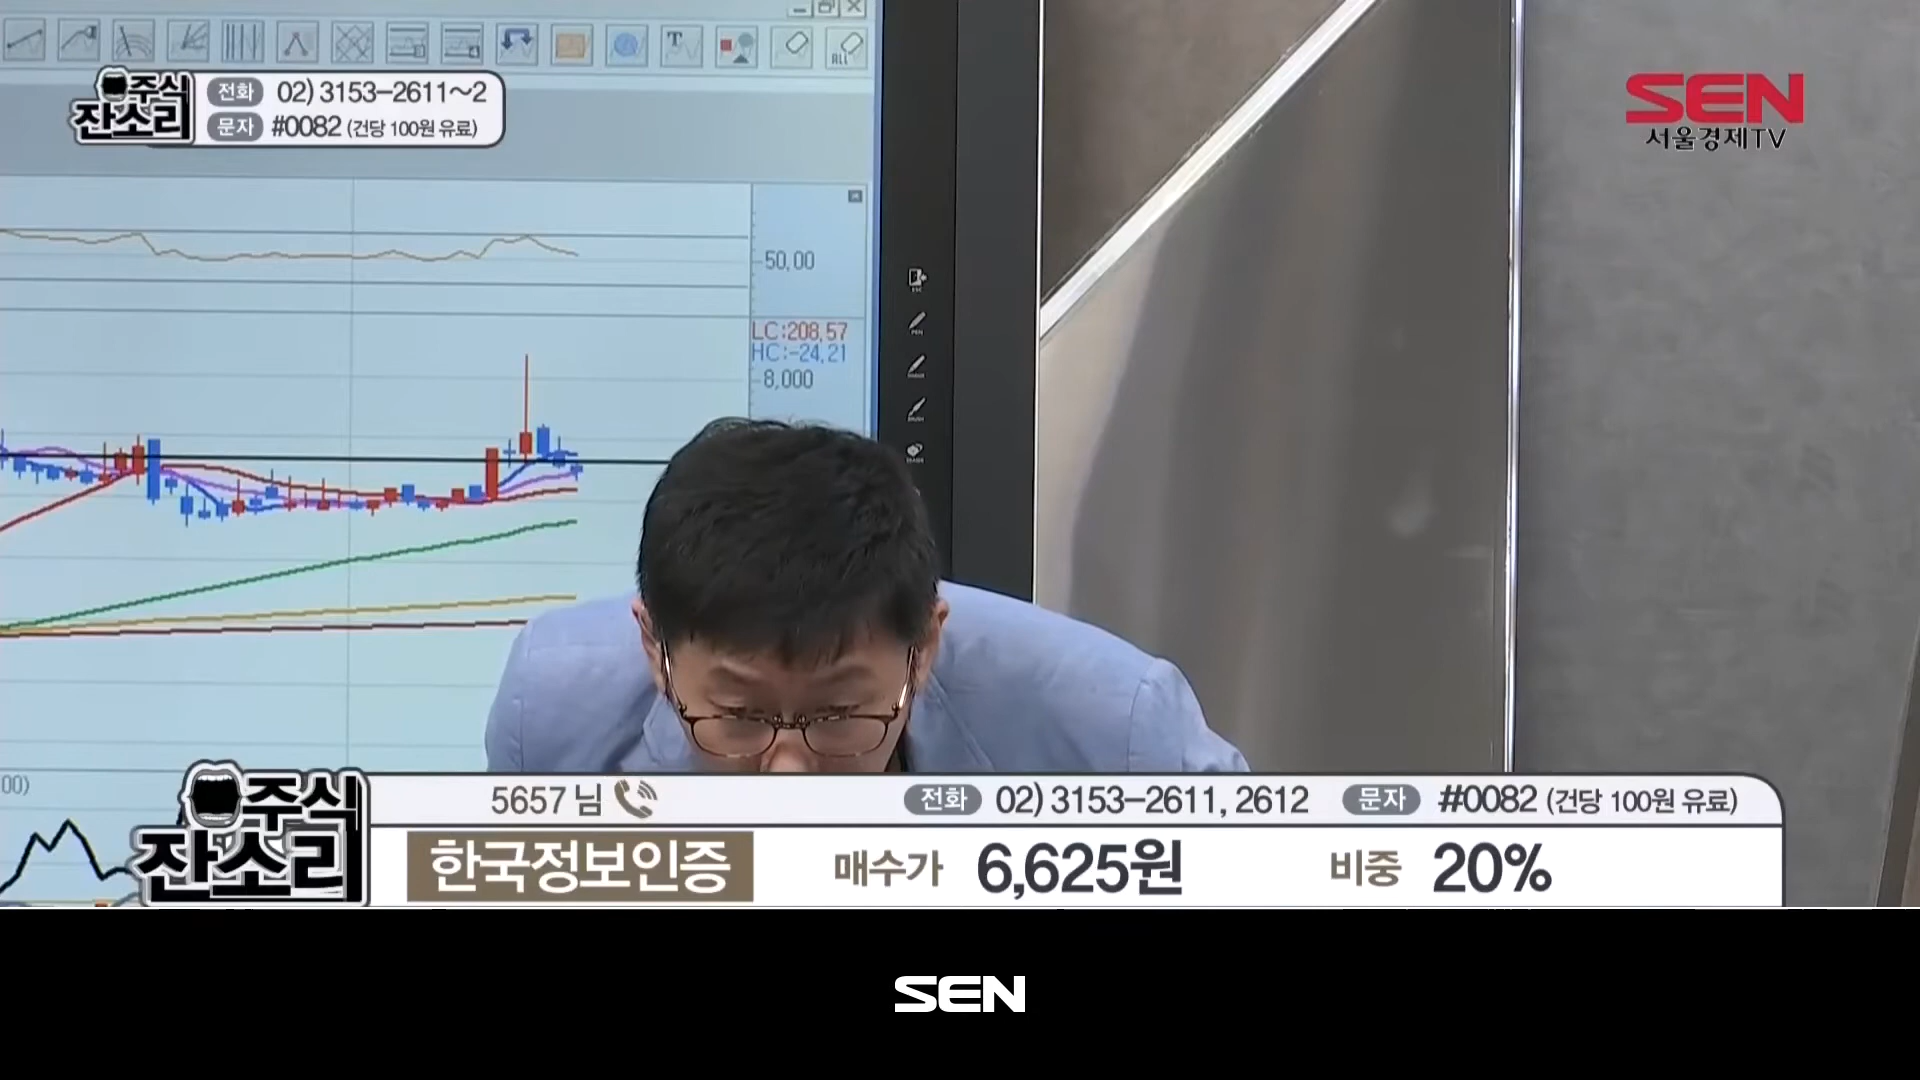 T
ALL
주식
잔소리
전화 02) 3153-2611~2
문자 #0082 (건당 100원 유료)
SEN
서울경제TV
50,00
LC:208,57
HC:-24,21
8,000
00)
주식
잔소리
5657 님
전화 02) 3153-2611, 2612
문자 #0082 (건당 100원 유료)
한국정보인증
매수가 6,625원
비중 20%
SEN